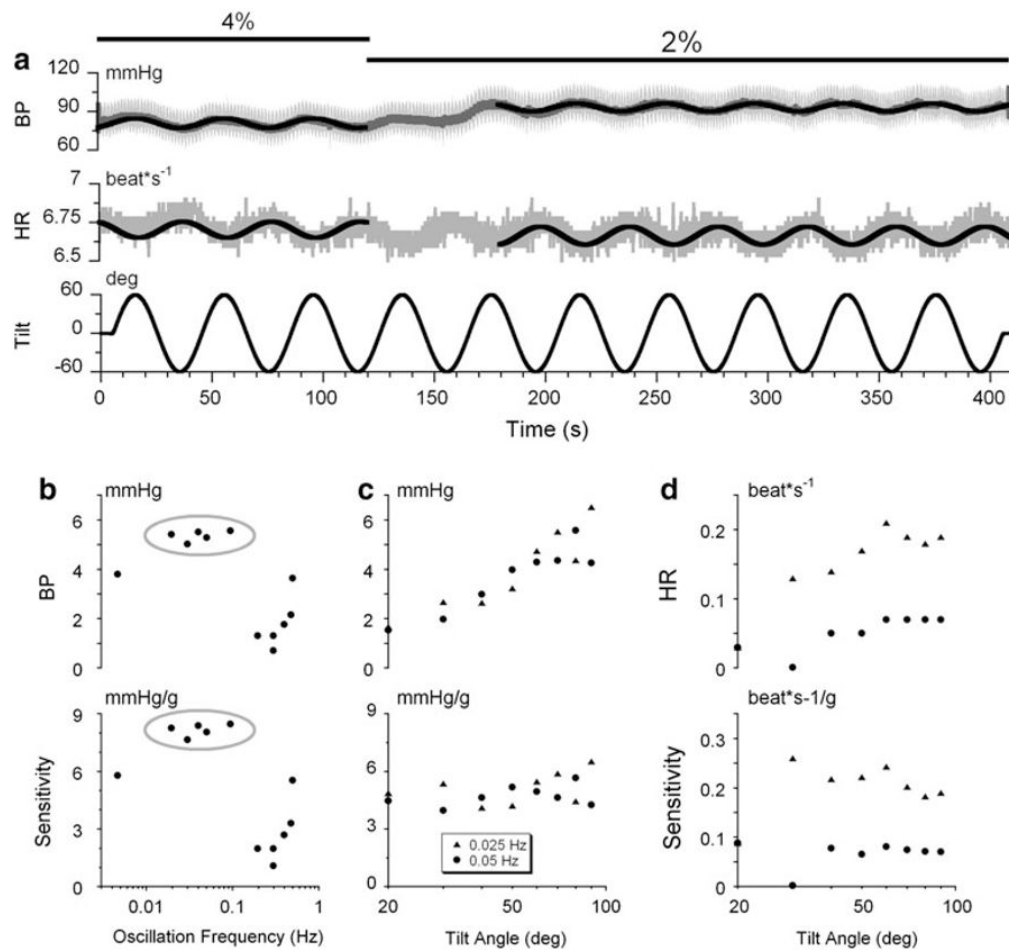 4%
2%
a
mmHg
120
90
60
BP
beat*s⁻¹
7
6.75
6.5
HR
deg
60
0
-60
Tilt
0 50 100 150 200 250 300 350 400
Time (s)
b
mmHg
6
4
2
0
BP
c
mmHg
8
6
4
2
0
d
beat*s⁻¹
0.2
0.1
0
HR
mmHg/g
9
6
3
0
Sensitivity
0.01 0.1 1
Oscillation Frequency (Hz)
mmHg/g
9
6
3
0
0.025 Hz
0.05 Hz
20 50 100
Tilt Angle (deg)
beat*s-1/g
0.3
0.2
0.1
0
Sensitivity
20 50 100
Tilt Angle (deg)